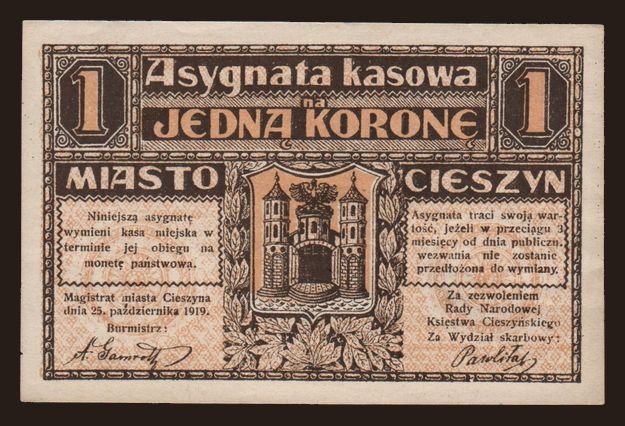 1 Asygnata kasowa 1
na
JEDNĄ KORONĘ
MIASTO CIESZYN
Niniejszą asygnatę
wymieni kasa miejska w
terminie jej obiegu na
monetę państwową.
Magistrat miasta Cieszyna
dnia 25. października 1919.
Burmistrz:
A. Gamroth
Asygnata traci swoją war-
tość, jeżeli w przeciągu 3
miesięcy od dnia publiczn.
wezwania nie zostanie
przedłożona do wymiany.
Za zezwoleniem
Rady Narodowej
Księstwa Cieszyńskiego
Za Wydział skarbowy: